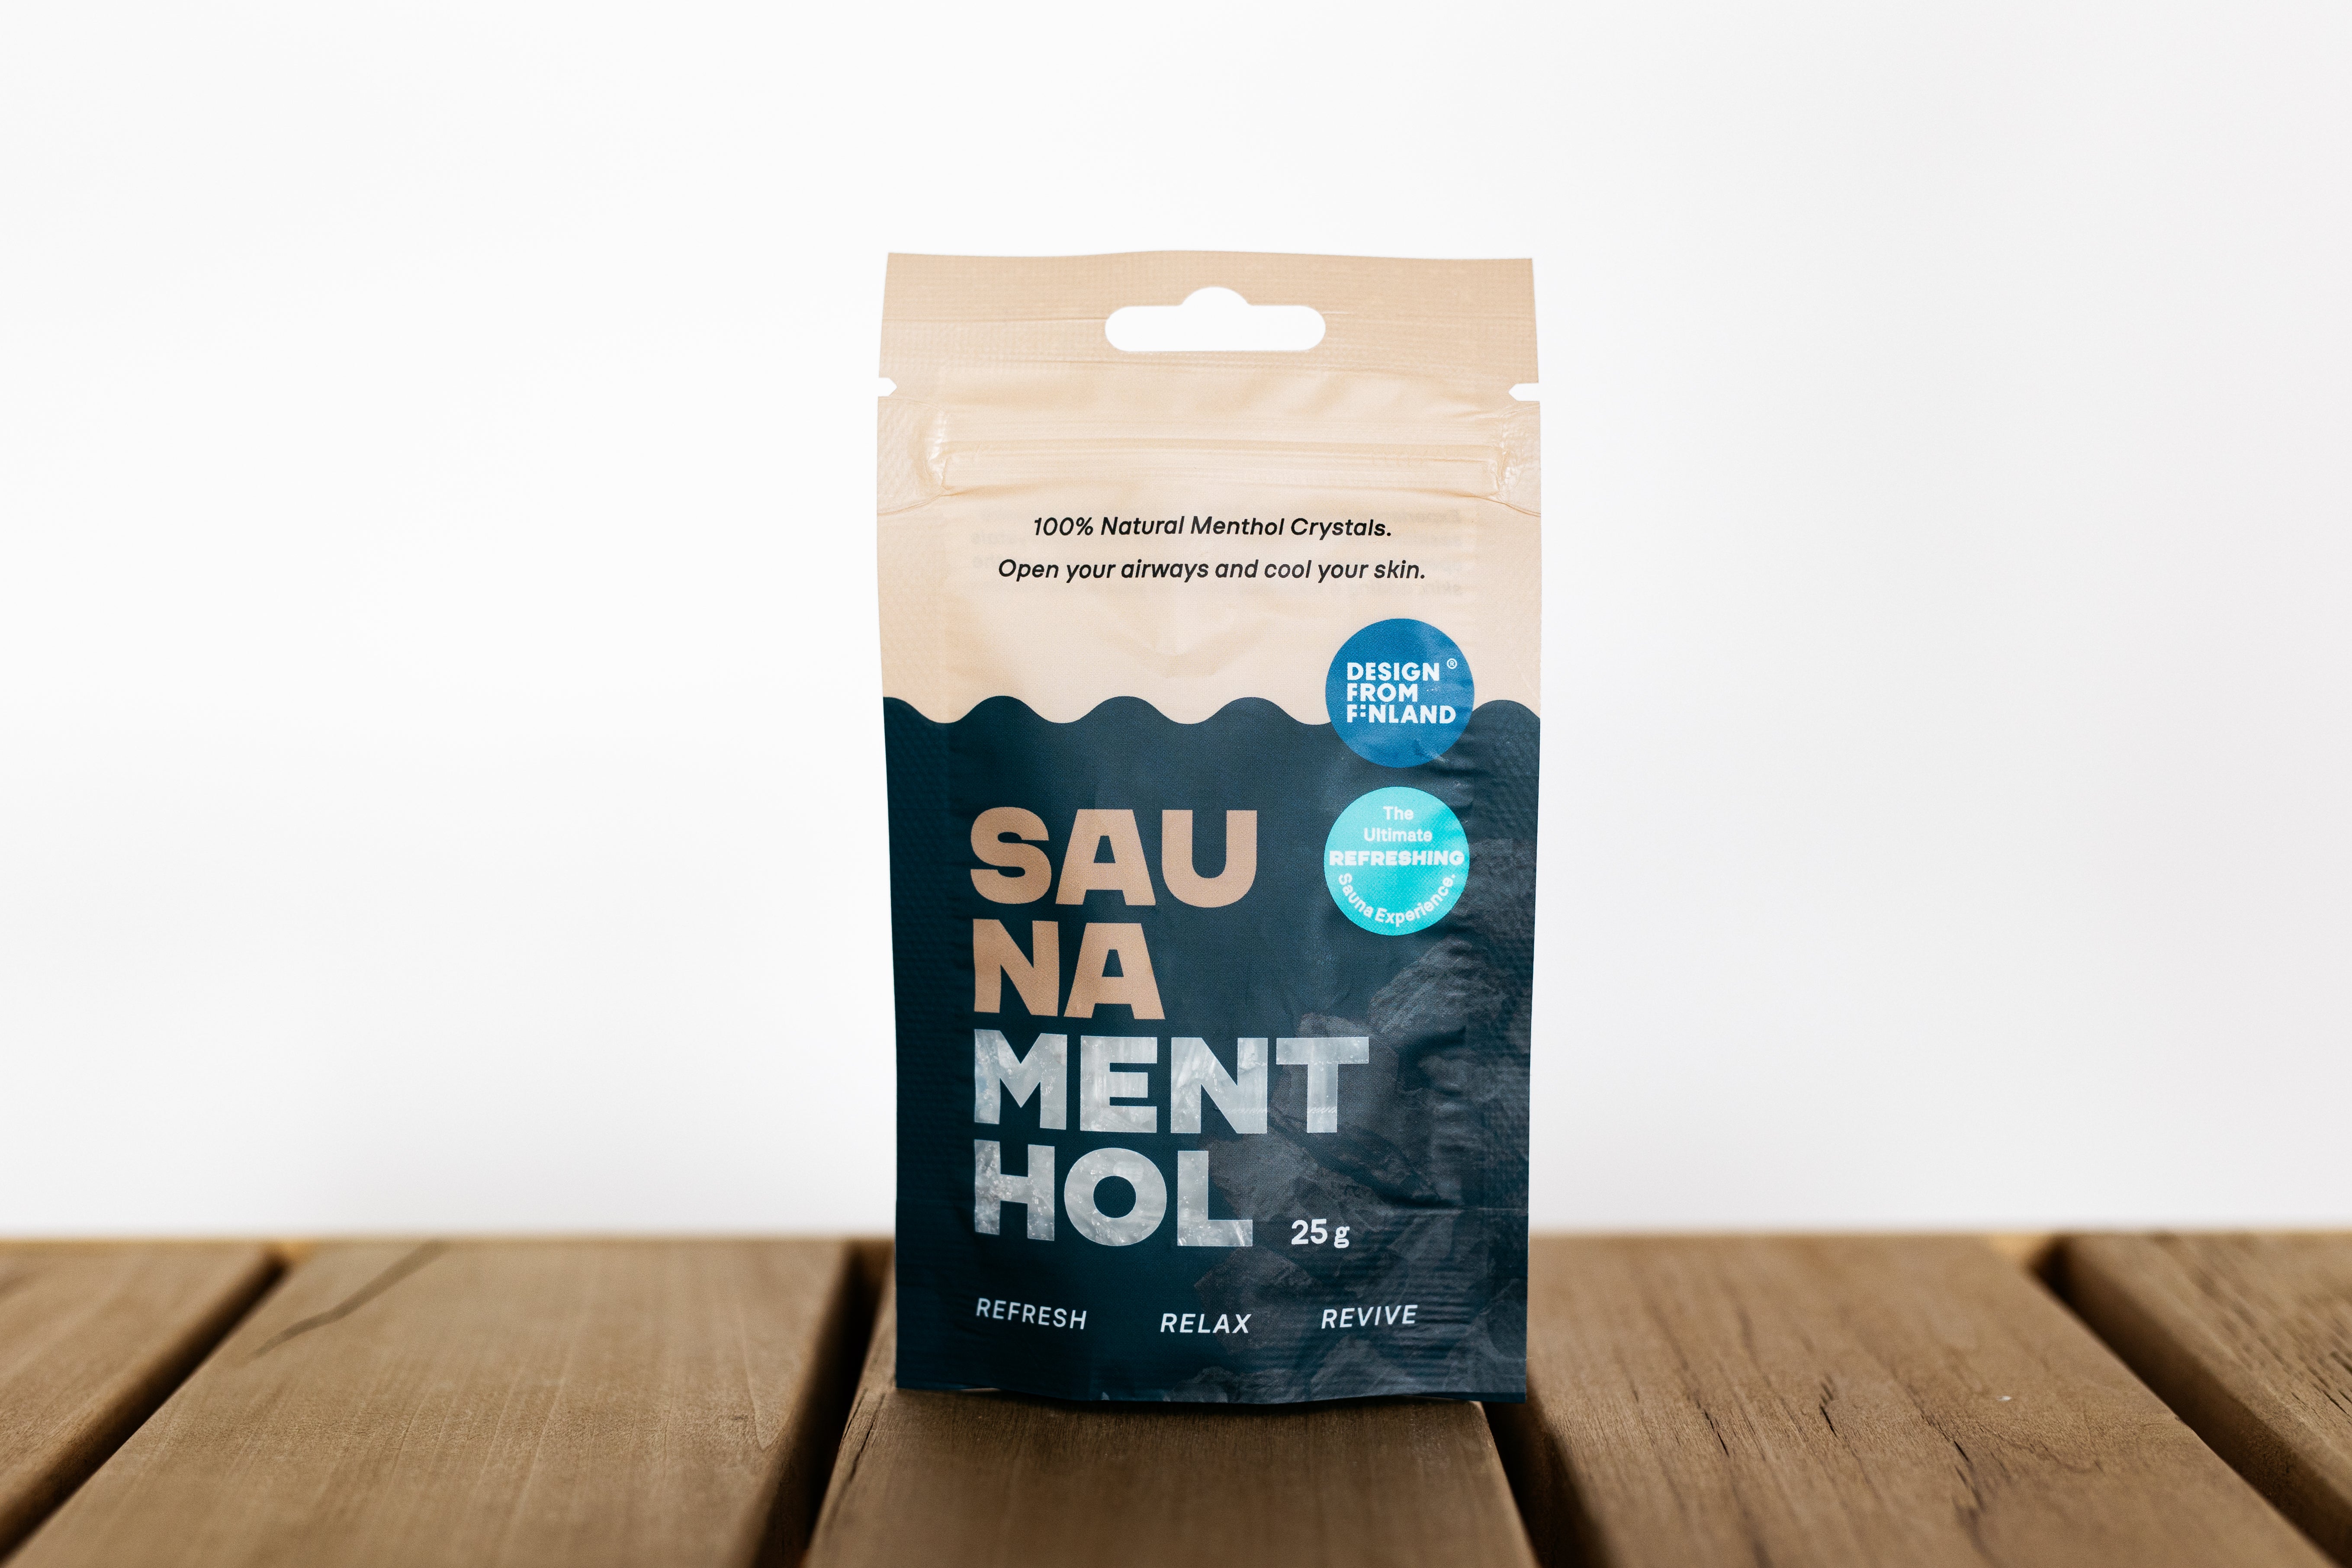 100% Natural Menthol Crystals.
Open your airways and cool your skin.
DESIGN ®
FROM
FINLAND
The
Ultimate
REFRESHING
Sauna Experience.
SAU
NA
MENT
HOL
25 g
REFRESH RELAX REVIVE